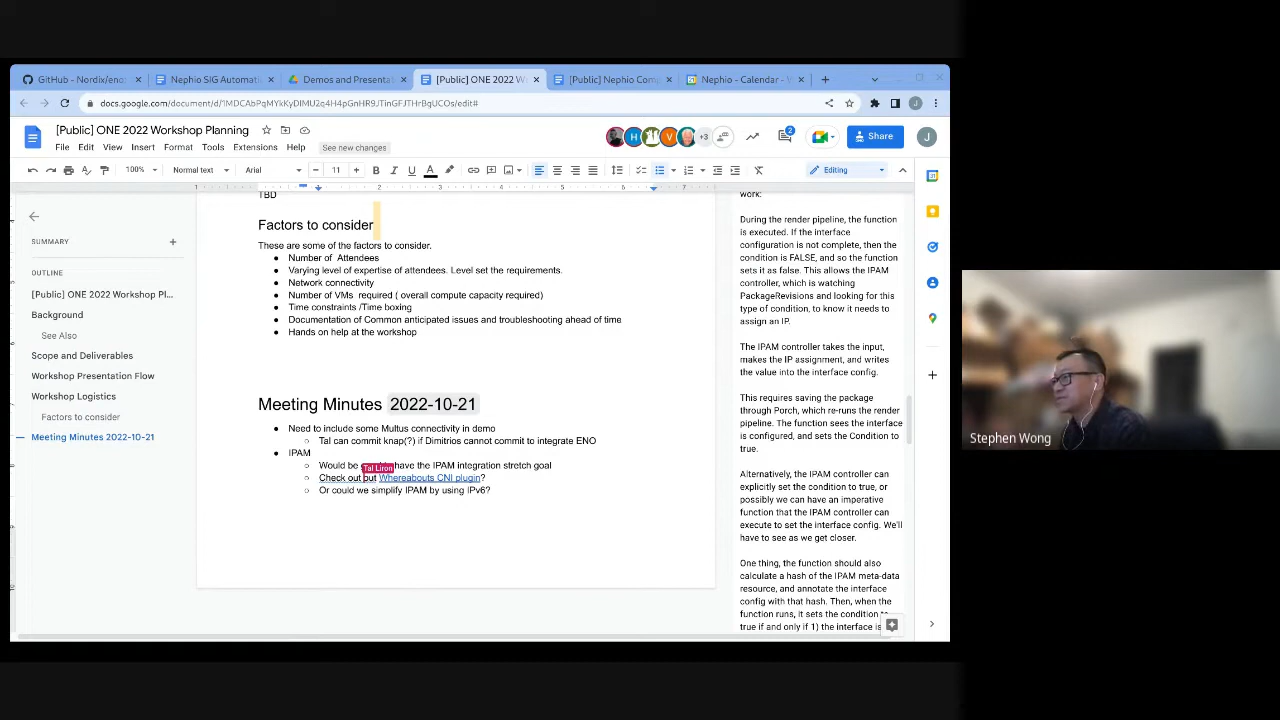 GitHub - Nordix/eno:
Nephio SIG Automati
Demos and Presentat
[Public] ONE 2022 W
[Public] Nephio Com
Nephio - Calendar - W
docs.google.com/document/d/1MDCAbPqMYkKyDIMU2q4H4pGnHR9JTinGFJTHrBgUCOs/edit#
[Public] ONE 2022 Workshop Planning
File Edit View Insert Format Tools Extensions Help
See new changes
+3
2
Share
J
100%
Normal text
Arial
11
Editing
1 2 3 4 5 6 7
SUMMARY
OUTLINE
[Public] ONE 2022 Workshop Pl...
Background
See Also
Scope and Deliverables
Workshop Presentation Flow
Workshop Logistics
Factors to consider
Meeting Minutes 2022-10-21
TBD
Factors to consider
These are some of the factors to consider.
Number of Attendees
Varying level of expertise of attendees. Level set the requirements.
Network connectivity
Number of VMs required ( overall compute capacity required)
Time constraints /Time boxing
Documentation of Common anticipated issues and troubleshooting ahead of time
Hands on help at the workshop
Meeting Minutes 2022-10-21
Need to include some Multus connectivity in demo
Tal can commit knap(?) if Dimitrios cannot commit to integrate ENO
IPAM
Would be have the IPAM integration stretch goal
Tal Liron
Check out put Whereabouts CNI plugin?
Or could we simplify IPAM by using IPv6?
work:
During the render pipeline, the function
is executed. If the interface
configuration is not complete, then the
condition is FALSE, and so the function
sets it as false. This allows the IPAM
controller, which is watching
PackageRevisions and looking for this
type of condition, to know it needs to
assign an IP.
The IPAM controller takes the input,
makes the IP assignment, and writes
the value into the interface config.
This requires saving the package
through Porch, which re-runs the render
pipeline. The function sees the interface
is configured, and sets the Condition to
true.
Alternatively, the IPAM controller can
explicitly set the condition to true, or
possibly we can have an imperative
function that the IPAM controller can
execute to set the interface config. We'll
have to see as we get closer.
One thing, the function should also
calculate a hash of the IPAM meta-data
resource, and annotate the interface
config with that hash. Then, when the
function runs, it sets the condition to
true if and only if 1) the interface is
Stephen Wong